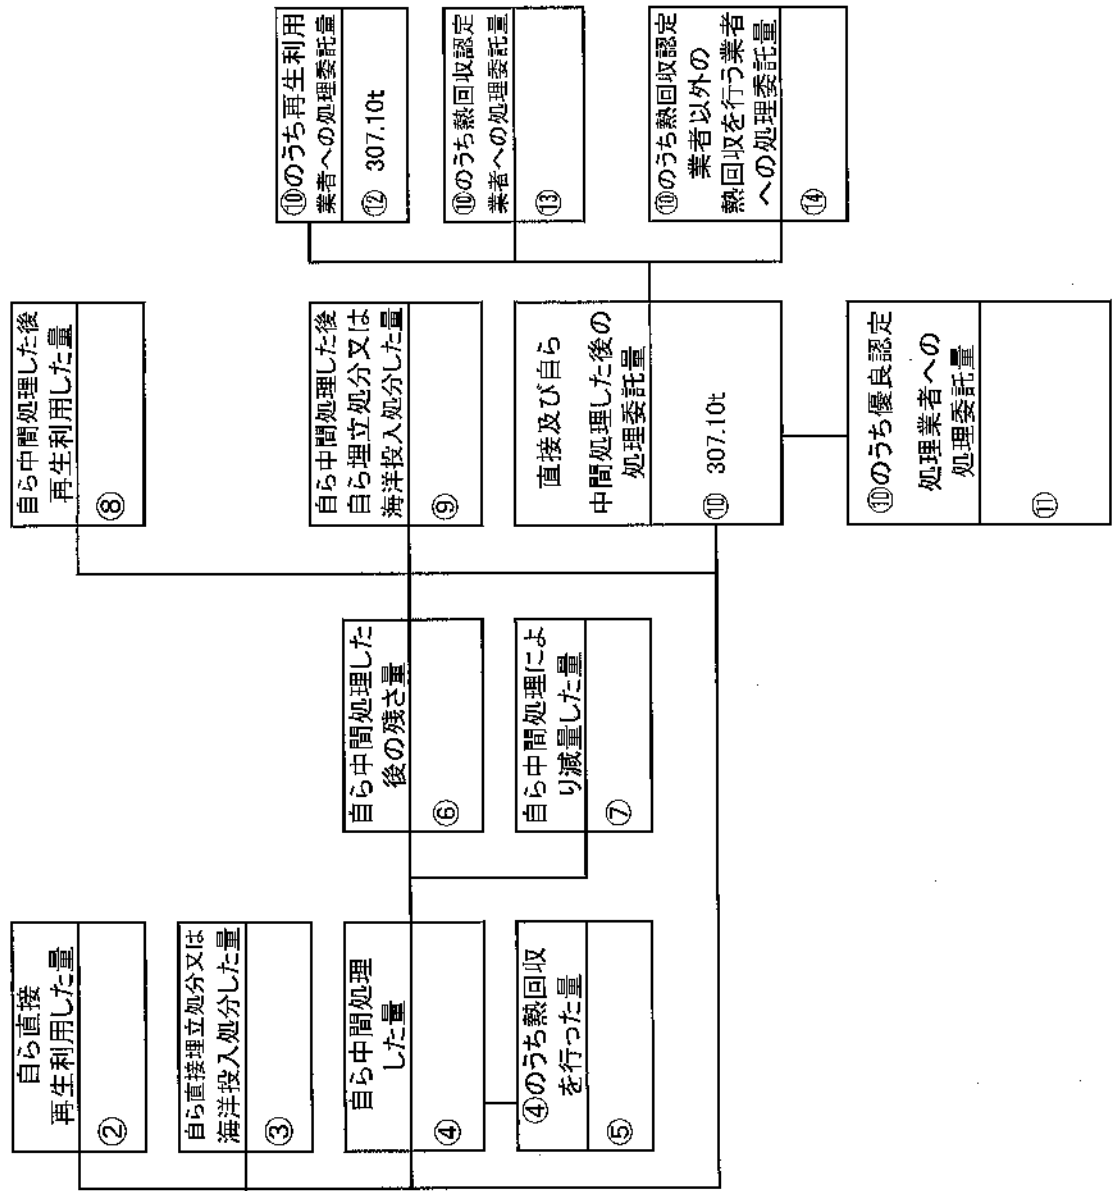 自ら直接
再生利用した量
②
自ら直接埋立処分又は
海洋投入処分した量
③
自ら中間処理
した量
④
④のうち熱回収
を行った量
⑤
自ら中間処理した
後の残さ量
⑥
自ら中間処理によ
り減量した量
⑦
自ら中間処理した後
再生利用した量
⑧
自ら中間処理した後
自ら埋立処分又は
海洋投入処分した量
⑨
直接及び自ら
中間処理した後の
処理委託量
⑩ 307.10t
⑩のうち優良認定
処理業者への
処理委託量
⑪
⑩のうち再生利用
業者への処理委託量
⑫ 307.10t
⑩のうち熱回収認定
業者への処理委託量
⑬
⑩のうち熱回収認定
業者以外の
熱回収を行う業者
への処理委託量
⑭